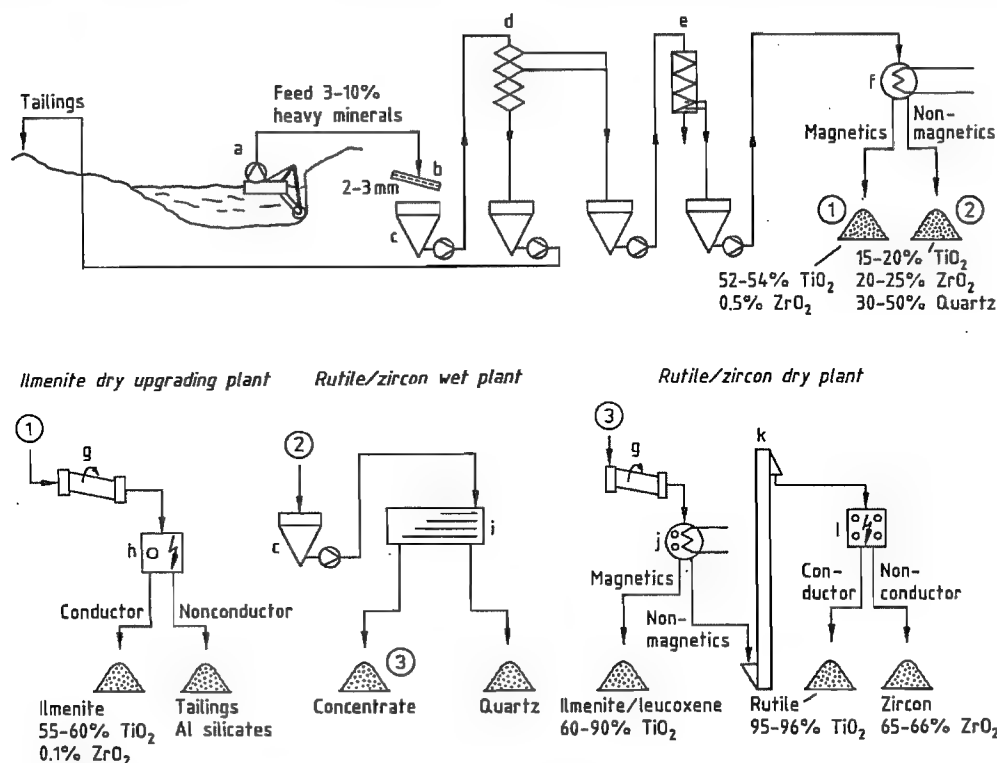 d
e
Tailings
Feed 3-10%
heavy minerals
a
b
2-3mm
c
f
Magnetics
Non-
magnetics
1
2
52-54% TiO₂
0.5% ZrO₂
15-20% TiO₂
20-25% ZrO₂
30-50% Quartz
Ilmenite dry upgrading plant
1
g
h
Conductor
Nonconductor
Ilmenite
55-60% TiO₂
0.1% ZrO₂
Tailings
Al silicates
Rutile/zircon wet plant
2
c
i
3
Concentrate
Quartz
Rutile/zircon dry plant
3
g
k
j
l
Magnetics
Non-
magnetics
Con-
ductor
Non-
conductor
Ilmenite/leucoxene
60-90% TiO₂
Rutile
95-96% TiO₂
Zircon
65-66% ZrO₂